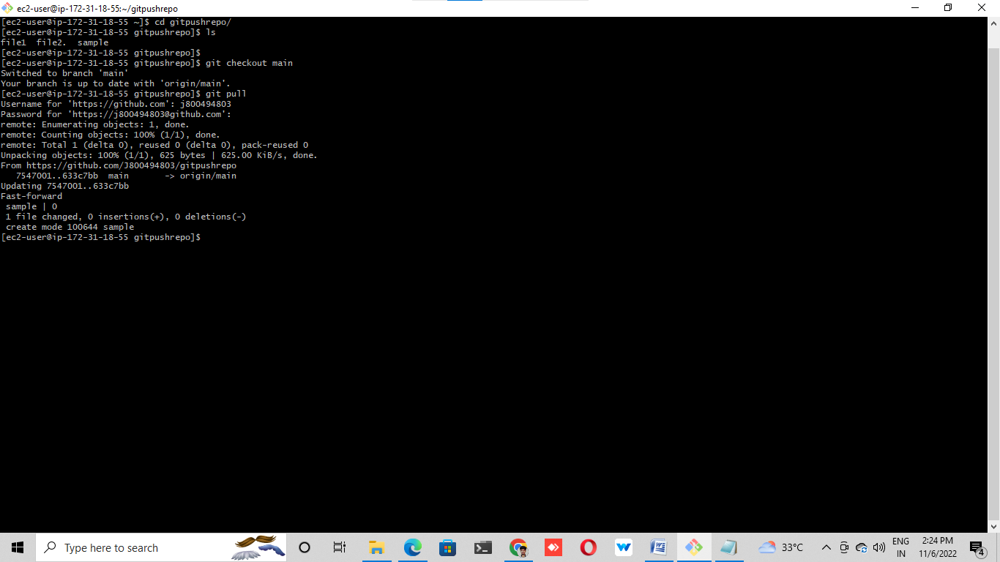 ec2-user@ip-172-31-18-55:~/gitpushrepo
[ec2-user@ip-172-31-18-55 ~]$ cd gitpushrepo/
[ec2-user@ip-172-31-18-55 gitpushrepo]$ ls
file1  file2.  sample
[ec2-user@ip-172-31-18-55 gitpushrepo]$
[ec2-user@ip-172-31-18-55 gitpushrepo]$ git checkout main
Switched to branch 'main'
Your branch is up to date with 'origin/main'.
[ec2-user@ip-172-31-18-55 gitpushrepo]$ git pull
Username for 'https://github.com': j800494803
Password for 'https://j800494803@github.com':
remote: Enumerating objects: 1, done.
remote: Counting objects: 100% (1/1), done.
remote: Total 1 (delta 0), reused 0 (delta 0), pack-reused 0
Unpacking objects: 100% (1/1), 625 bytes | 625.00 KiB/s, done.
From https://github.com/J800494803/gitpushrepo
   7547001..633c7bb  main       -> origin/main
Updating 7547001..633c7bb
Fast-forward
 sample | 0
 1 file changed, 0 insertions(+), 0 deletions(-)
 create mode 100644 sample
[ec2-user@ip-172-31-18-55 gitpushrepo]$
Type here to search
W
33°C
ENG
IN
2:24 PM
11/6/2022
4